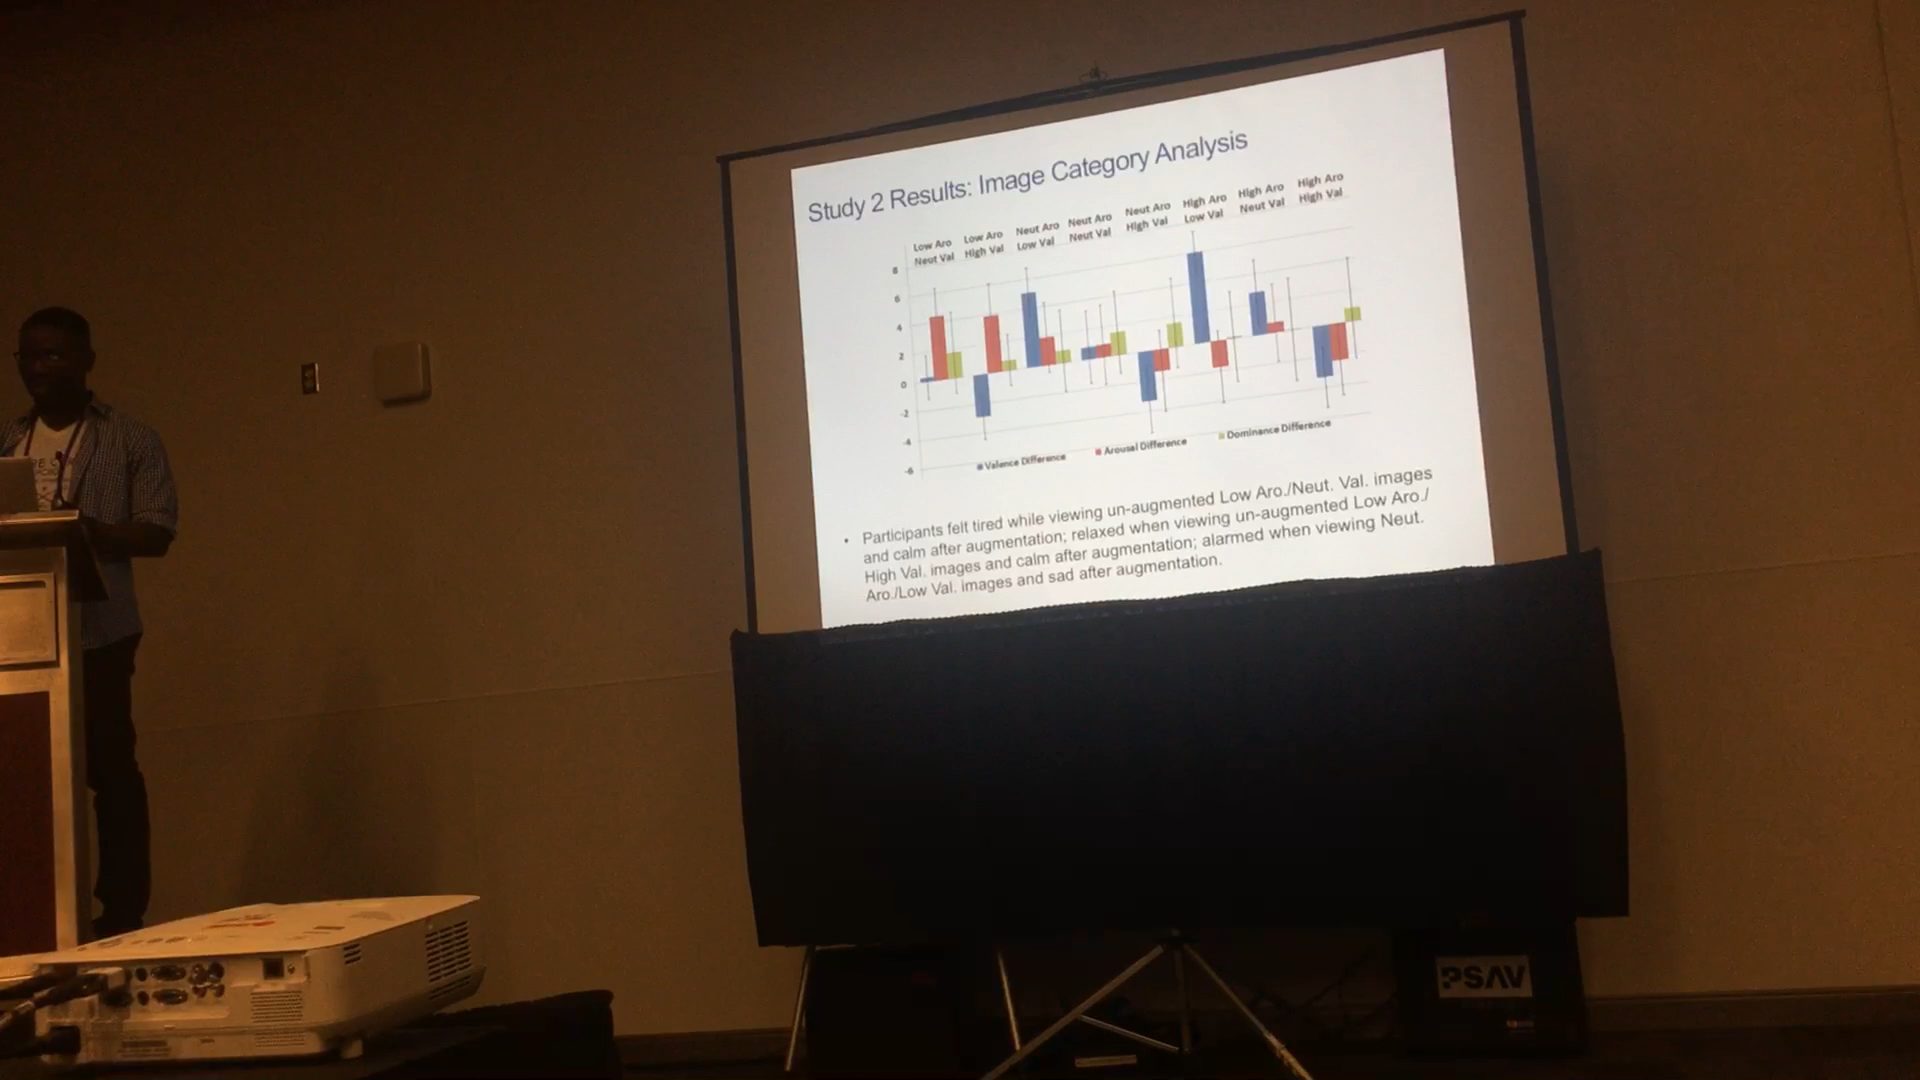 Study 2 Results: Image Category Analysis
Low Aro Low Aro Neut Aro Neut Aro Neut Aro High Aro High Aro High Aro
Neut Val High Val Low Val Neut Val High Val Low Val Neut Val High Val
8
6
4
2
0
-2
-4
-6
Valence Difference Arousal Difference Dominance Difference
• Participants felt tired while viewing un-augmented Low Aro./Neut. Val. images
and calm after augmentation; relaxed when viewing un-augmented Low Aro./
High Val. images and calm after augmentation; alarmed when viewing Neut.
Aro./Low Val. images and sad after augmentation.
PSAV